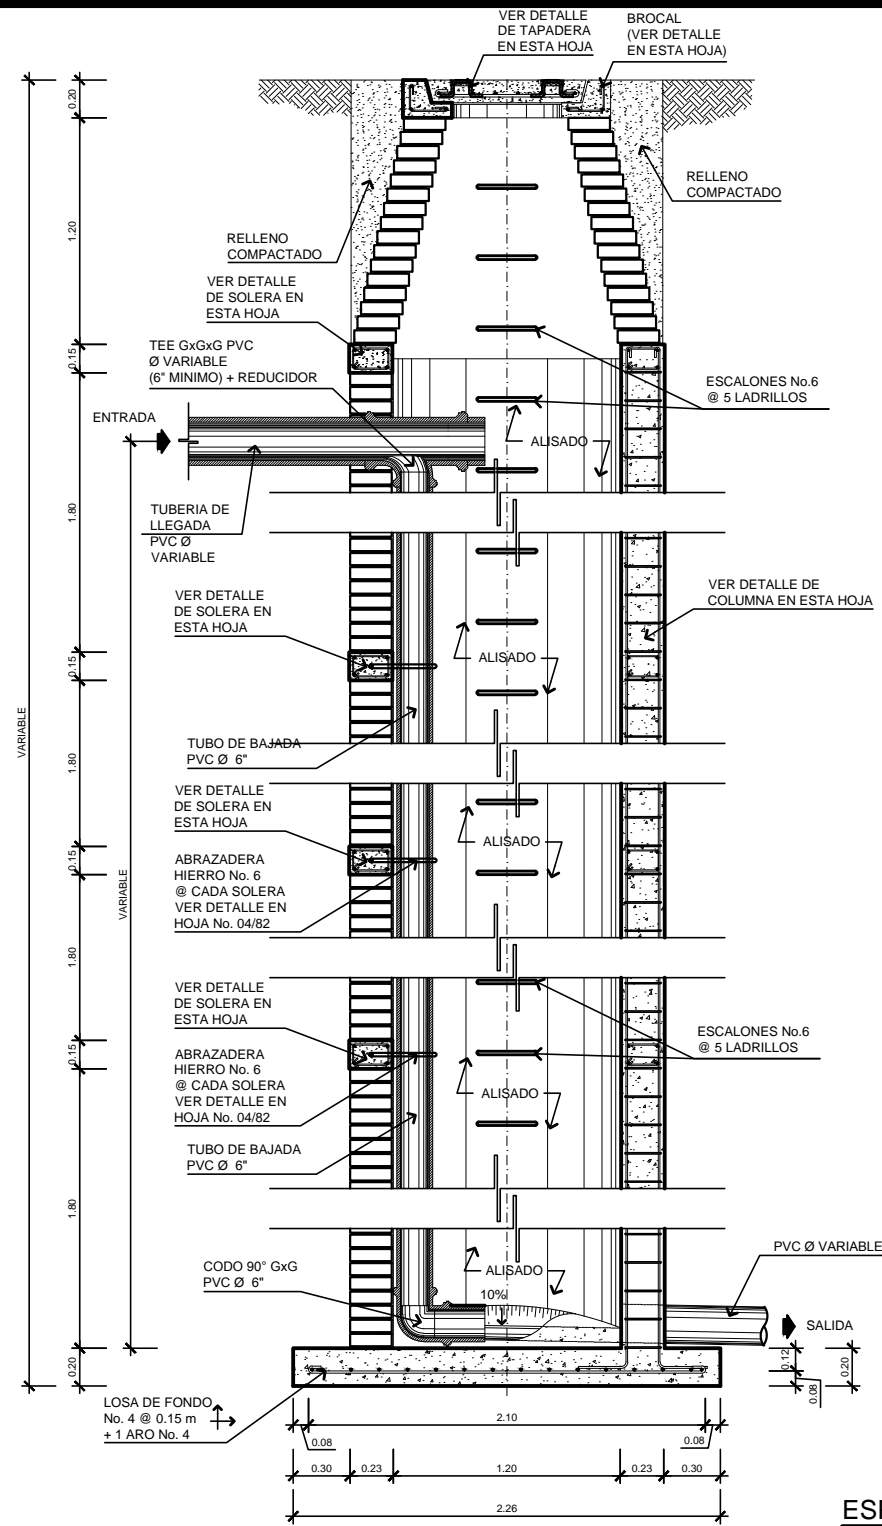 VER DETALLE
DE TAPADERA
EN ESTA HOJA
BROCAL
(VER DETALLE
EN ESTA HOJA)
0.20
RELLENO
COMPACTADO
1.20
RELLENO
COMPACTADO
VER DETALLE
DE SOLERA EN
ESTA HOJA
TEE GxGxG PVC
Ø VARIABLE
(6" MINIMO) + REDUCIDOR
0.15
ESCALONES No.6
@ 5 LADRILLOS
ENTRADA
ALISADO
TUBERIA DE
LLEGADA
PVC Ø
VARIABLE
1.80
VER DETALLE
DE SOLERA EN
ESTA HOJA
VER DETALLE DE
COLUMNA EN ESTA HOJA
0.15
ALISADO
VARIABLE
TUBO DE BAJADA
PVC Ø 6"
1.80
VER DETALLE
DE SOLERA EN
ESTA HOJA
ALISADO
0.15
ABRAZADERA
HIERRO No. 6
@ CADA SOLERA
VER DETALLE EN
HOJA No. 04/82
VARIABLE
1.80
VER DETALLE
DE SOLERA EN
ESTA HOJA
ESCALONES No.6
@ 5 LADRILLOS
0.15
ABRAZADERA
HIERRO No. 6
@ CADA SOLERA
VER DETALLE EN
HOJA No. 04/82
ALISADO
TUBO DE BAJADA
PVC Ø 6"
1.80
PVC Ø VARIABLE
CODO 90° GxG
PVC Ø 6"
ALISADO
10%
SALIDA
0.20
0.12
0.20
0.08
LOSA DE FONDO
No. 4 @ 0.15 m
+ 1 ARO No. 4
2.10
0.08
0.08
0.30
0.23
1.20
0.23
0.30
2.26